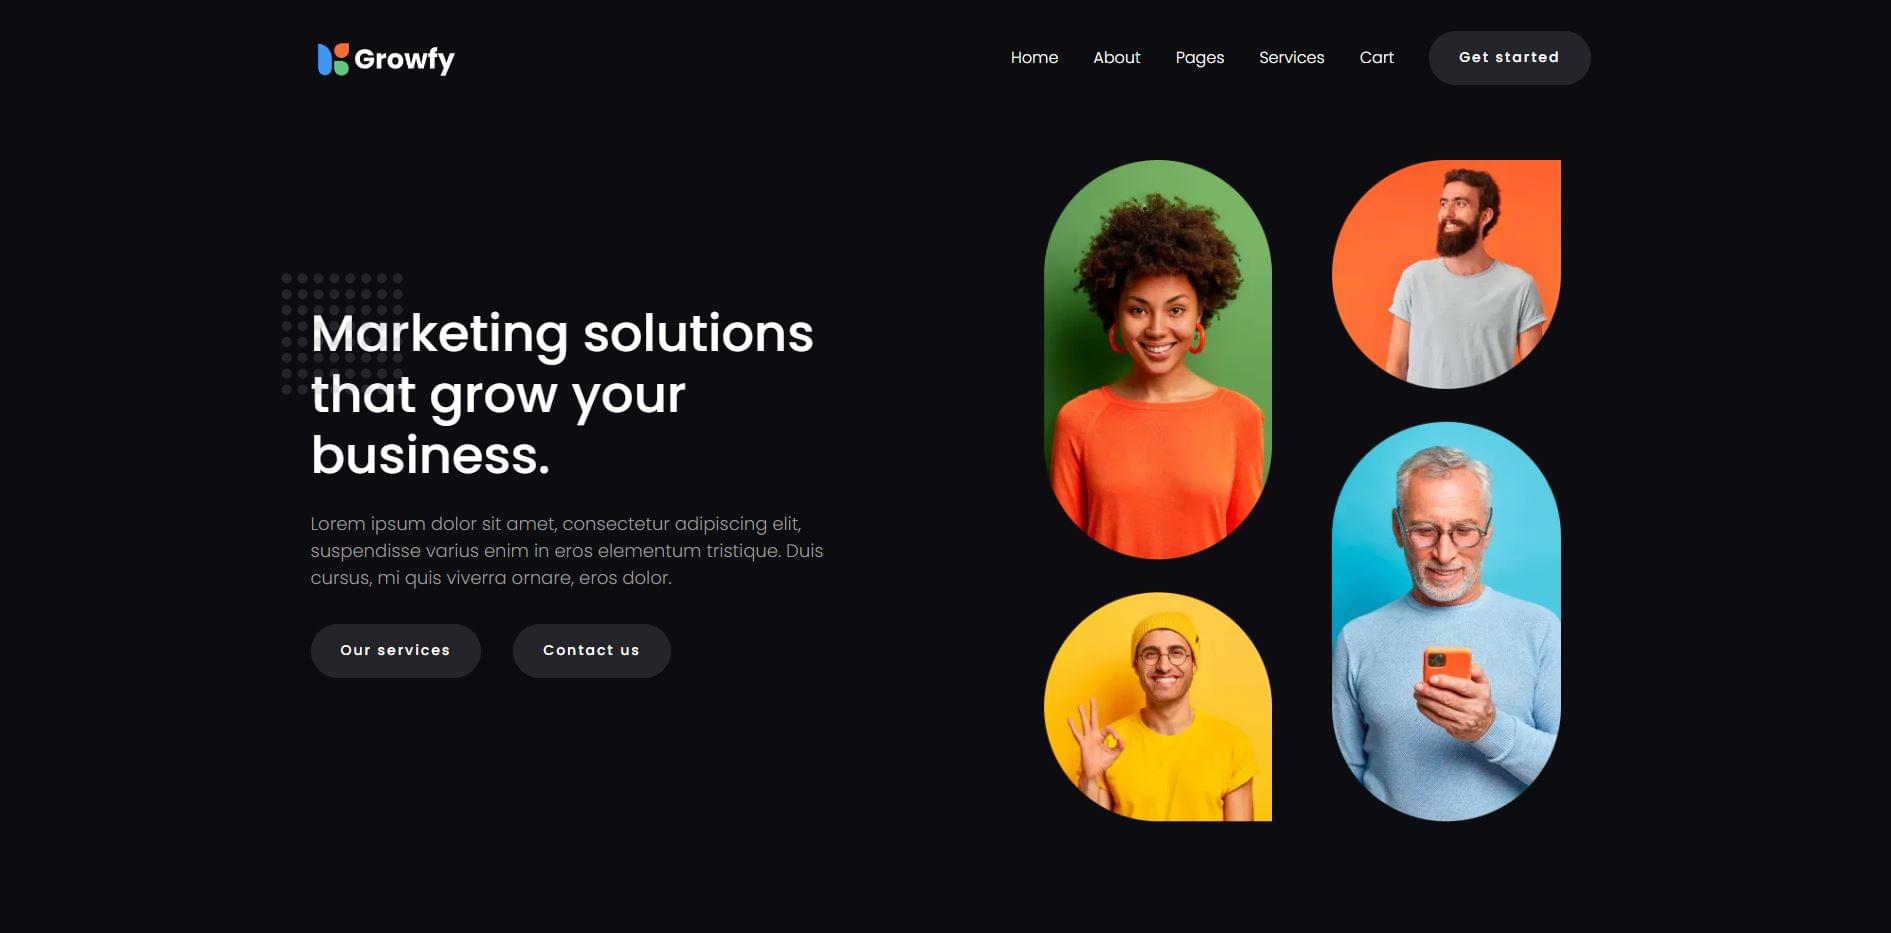 Growfy
Home
About
Pages
Services
Cart
Get started
Marketing solutions
that grow your
business.
Lorem ipsum dolor sit amet, consectetur adipiscing elit,
suspendisse varius enim in eros elementum tristique. Duis
cursus, mi quis viverra ornare, eros dolor.
Our services
Contact us